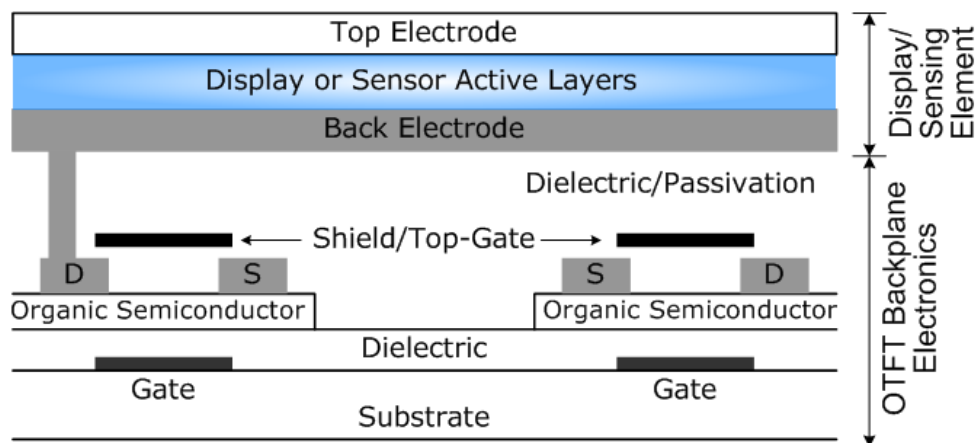 Top Electrode
Display or Sensor Active Layers
Back Electrode
Display/
Sensing
Element
Dielectric/Passivation
Shield/Top-Gate
D
S
S
D
Organic Semiconductor
Organic Semiconductor
Dielectric
Gate
Gate
Substrate
OTFT Backplane
Electronics